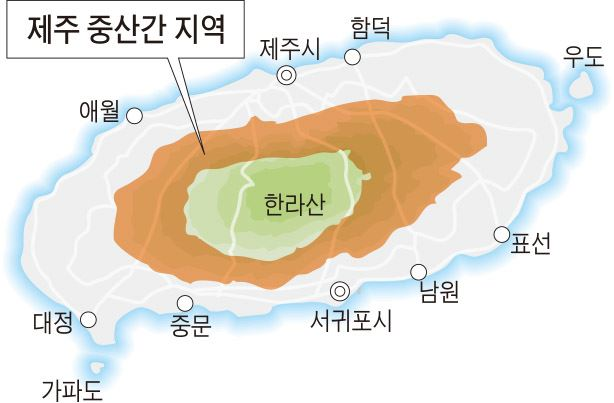 제주 중산간 지역
함덕
제주시
우도
애월
한라산
표선
남원
대정
중문
서귀포시
가파도